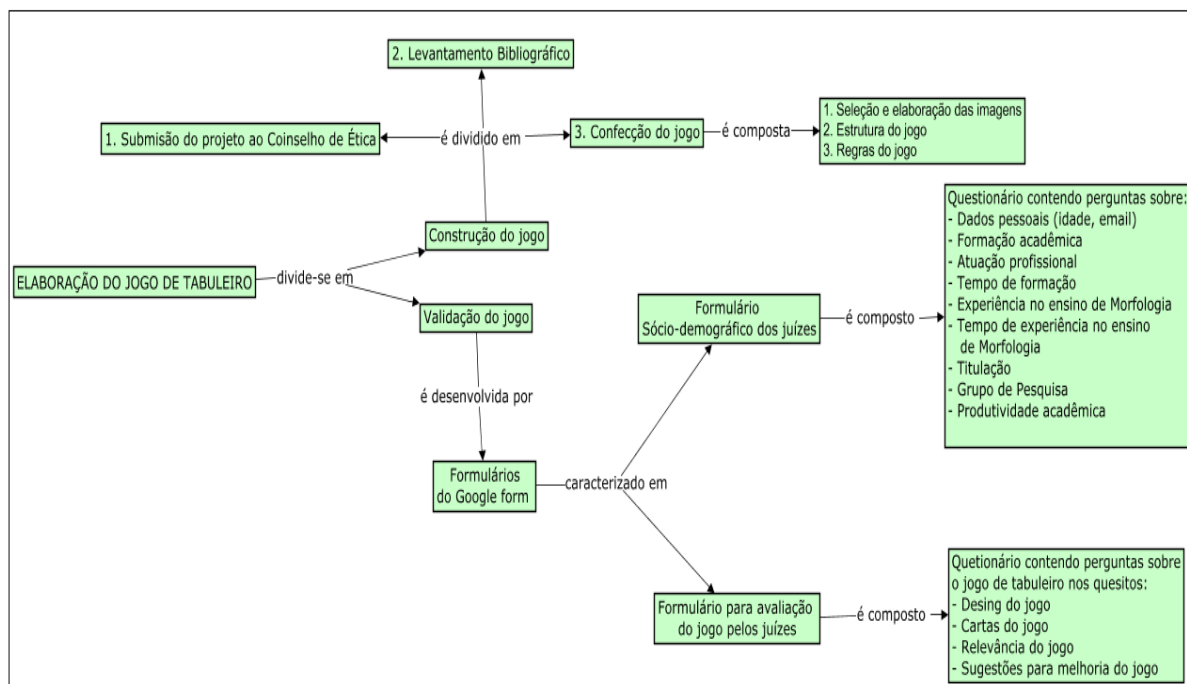 2. Levantamento Bibliográfico
1. Submisão do projeto ao Coinselho de Ética
é dividido em
3. Confecção do jogo
é composta
1. Seleção e elaboração das imagens
2. Estrutura do jogo
3. Regras do jogo
Construção do jogo
ELABORAÇÃO DO JOGO DE TABULEIRO
divide-se em
Validação do jogo
é desenvolvida por
Formulários
do Google form
caracterizado em
Formulário
Sócio-demográfico dos juízes
é composto
Questionário contendo perguntas sobre:
- Dados pessoais (idade, email)
- Formação acadêmica
- Atuação profissional
- Tempo de formação
- Experiência no ensino de Morfologia
- Tempo de experiência no ensino
de Morfologia
- Titulação
- Grupo de Pesquisa
- Produtividade acadêmica
Formulário para avaliação
do jogo pelos juízes
é composto
Quetionário contendo perguntas sobre
o jogo de tabuleiro nos quesitos:
- Desing do jogo
- Cartas do jogo
- Relevância do jogo
- Sugestões para melhoria do jogo